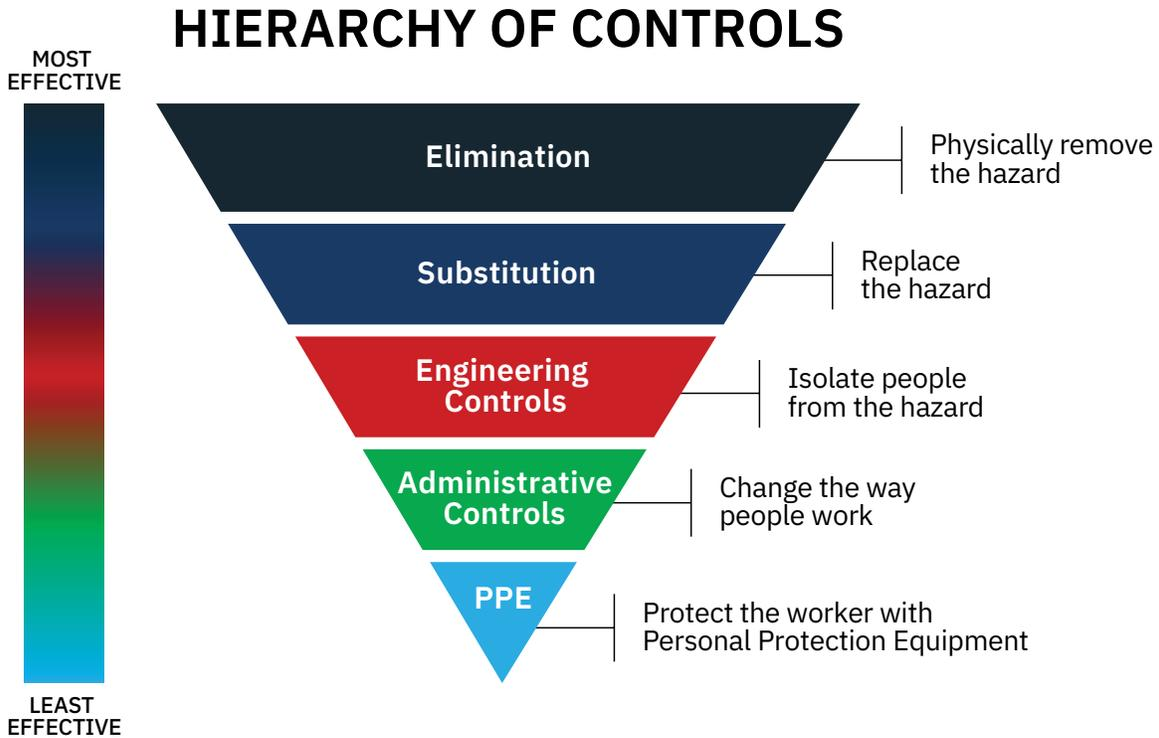 HIERARCHY OF CONTROLS
MOST
EFFECTIVE
Elimination
Physically remove
the hazard
Substitution
Replace
the hazard
Engineering
Controls
Isolate people
from the hazard
Administrative
Controls
Change the way
people work
PPE
Protect the worker with
Personal Protection Equipment
LEAST
EFFECTIVE